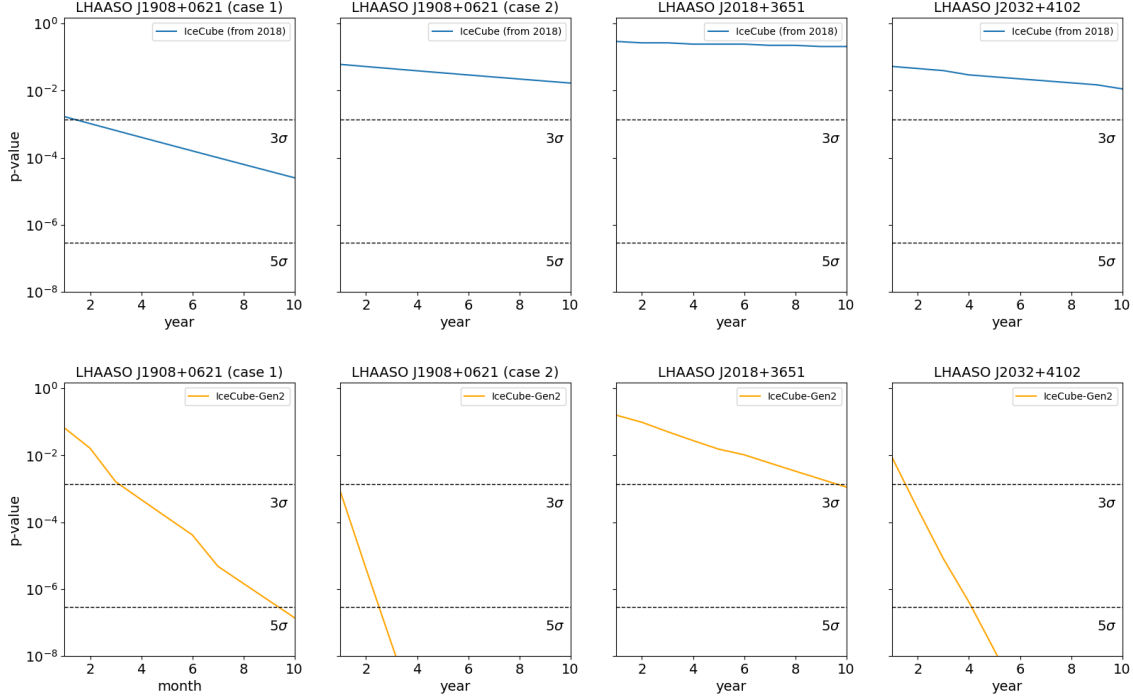 LHAASO J1908+0621 (case 1)
IceCube (from 2018)
10⁰
10⁻²
10⁻⁴
10⁻⁶
10⁻⁸
p-value
3σ
5σ
2 4 6 8 10
year
LHAASO J1908+0621 (case 2)
IceCube (from 2018)
3σ
5σ
2 4 6 8 10
year
LHAASO J2018+3651
IceCube (from 2018)
3σ
5σ
2 4 6 8 10
year
LHAASO J2032+4102
IceCube (from 2018)
3σ
5σ
2 4 6 8 10
year
LHAASO J1908+0621 (case 1)
IceCube-Gen2
10⁰
10⁻²
10⁻⁴
10⁻⁶
10⁻⁸
p-value
3σ
5σ
2 4 6 8 10
month
LHAASO J1908+0621 (case 2)
IceCube-Gen2
3σ
5σ
2 4 6 8 10
year
LHAASO J2018+3651
IceCube-Gen2
3σ
5σ
2 4 6 8 10
year
LHAASO J2032+4102
IceCube-Gen2
3σ
5σ
2 4 6 8 10
year